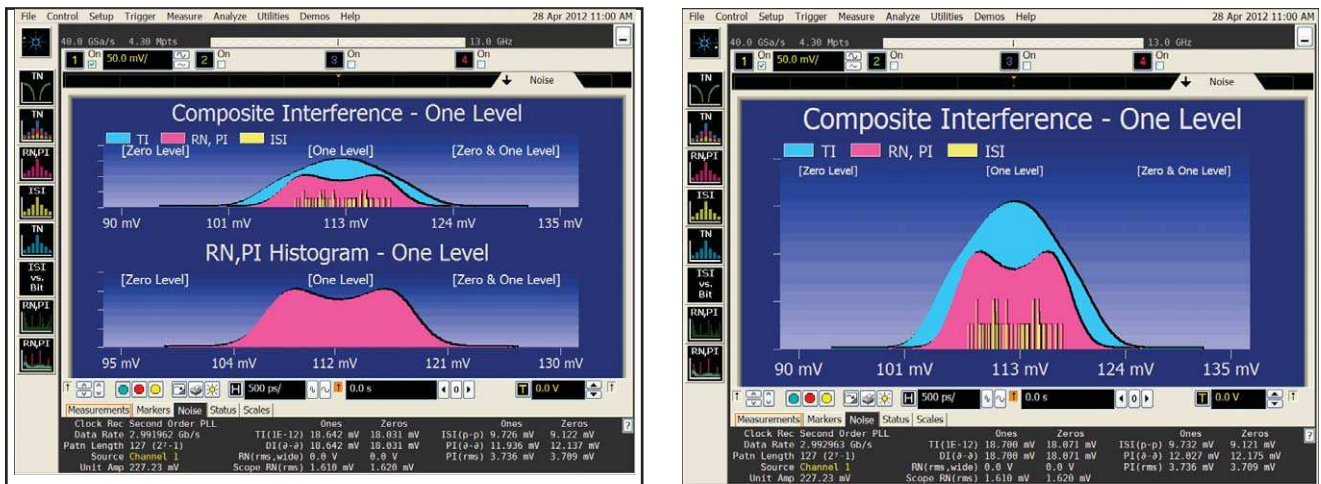 File Control Setup Trigger Measure Analyze Utilities Demos Help 28 Apr 2012 11:00 AM
40.0 GSa/s 4.30 Mpts 13.0 GHz
1 On 50.0 mV/ 2 On 3 On 4 On
Noise
TN
TN
RN,PI
ISI
TN
ISI vs. Bit
RN,PI
RN,PI
Composite Interference - One Level
TI RN, PI ISI
[Zero Level] [One Level] [Zero & One Level]
90 mV 101 mV 113 mV 124 mV 135 mV
RN,PI Histogram - One Level
[Zero Level] [One Level] [Zero & One Level]
95 mV 104 mV 112 mV 121 mV 130 mV
H 500 ps/ 0.0 s 0 T 0.0 V
Measurements Markers Noise Status Scales
Clock Rec Second Order PLL Ones Zeros Ones Zeros
Data Rate 2.991962 Gb/s TI(1E-12) 18.642 mV 18.031 mV ISI(p-p) 9.726 mV 9.122 mV
Patn Length 127 (2⁷-1) DI(∂-∂) 18.642 mV 18.031 mV PI(∂-∂) 11.936 mV 12.137 mV
Source Channel 1 RN(rms,wide) 0.0 V 0.0 V PI(rms) 3.736 mV 3.709 mV
Unit Amp 227.23 mV Scope RN(rms) 1.610 mV 1.620 mV
File Control Setup Trigger Measure Analyze Utilities Demos Help 28 Apr 2012 11:00 AM
40.0 GSa/s 4.30 Mpts 13.0 GHz
1 On 50.0 mV/ 2 On 3 On 4 On
Noise
TN
TN
RN,PI
ISI
TN
ISI vs. Bit
RN,PI
RN,PI
Composite Interference - One Level
TI RN, PI ISI
[Zero Level] [One Level] [Zero & One Level]
90 mV 101 mV 113 mV 124 mV 135 mV
H 500 ps/ 0.0 s 0 T 0.0 V
Measurements Markers Noise Status Scales
Clock Rec Second Order PLL Ones Zeros Ones Zeros
Data Rate 2.992963 Gb/s TI(1E-12) 18.700 mV 18.071 mV ISI(p-p) 9.732 mV 9.121 mV
Patn Length 127 (2⁷-1) DI(∂-∂) 18.700 mV 18.071 mV PI(∂-∂) 12.027 mV 12.175 mV
Source Channel 1 RN(rms,wide) 0.0 V 0.0 V PI(rms) 3.736 mV 3.709 mV
Unit Amp 227.23 mV Scope RN(rms) 1.610 mV 1.620 mV